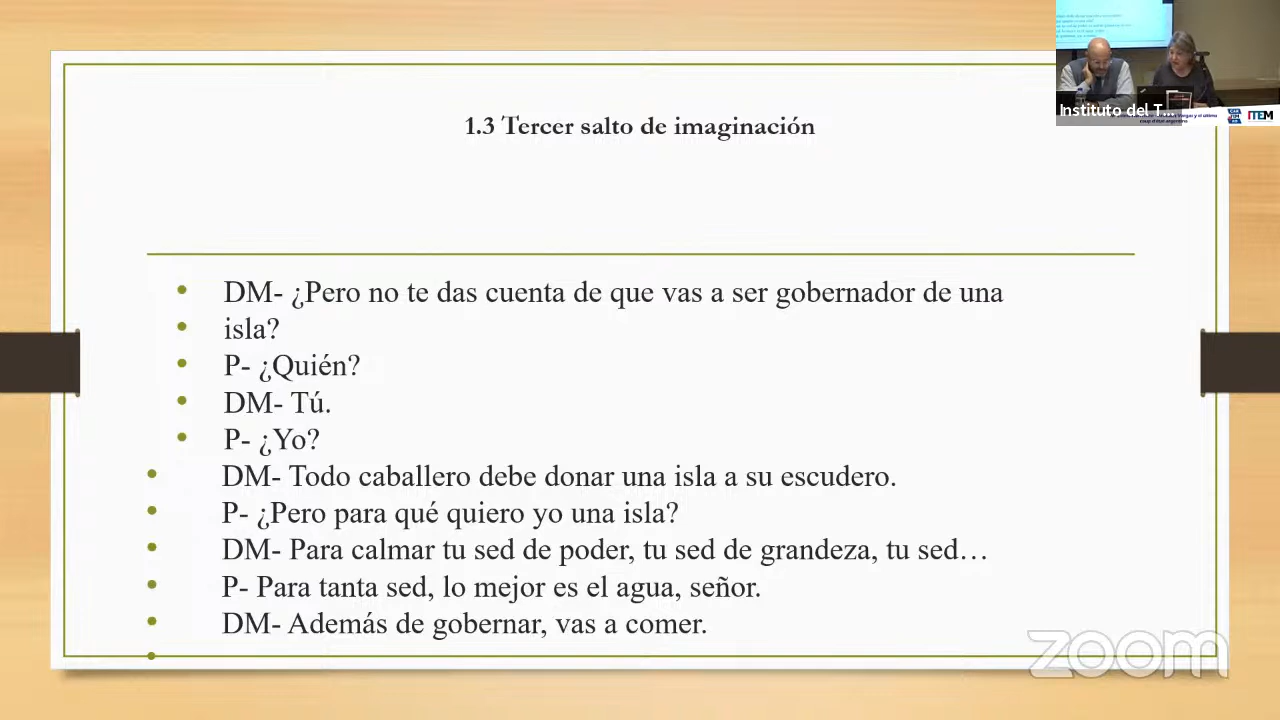 1.3 Tercer salto de imaginación
Instituto del T...
coup d'état argentin
ITEM
DM- ¿Pero no te das cuenta de que vas a ser gobernador de una
isla?
P- ¿Quién?
DM- Tú.
P- ¿Yo?
DM- Todo caballero debe donar una isla a su escudero.
P- ¿Pero para qué quiero yo una isla?
DM- Para calmar tu sed de poder, tu sed de grandeza, tu sed…
P- Para tanta sed, lo mejor es el agua, señor.
DM- Además de gobernar, vas a comer.
zoom